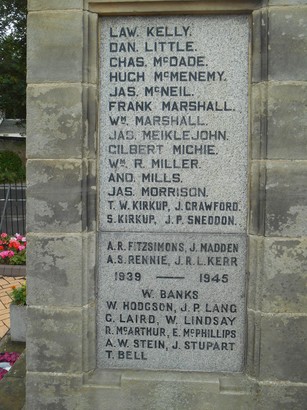 LAW. KELLY.
DAN. LITTLE.
CHAS. McDADE.
HUGH McMENEMY.
JAS. McNEIL.
FRANK MARSHALL.
Wm. MARSHALL.
JAS. MEIKLEJOHN.
GILBERT MICHIE.
Wm. R. MILLER.
AND. MILLS.
JAS. MORRISON.
T. W. KIRKUP, J. CRAWFORD.
S. KIRKUP, J. P. SNEDDON.
A. R. FITZSIMONS, J. MADDEN
A. S. RENNIE, J. R. L. KERR
1939 — 1945
W. BANKS
W. HODGSON, J. P. LANG
G. LAIRD, W. LINDSAY
R. McARTHUR, E. McPHILLIPS
A. W. STEIN, J. STUPART
T. BELL